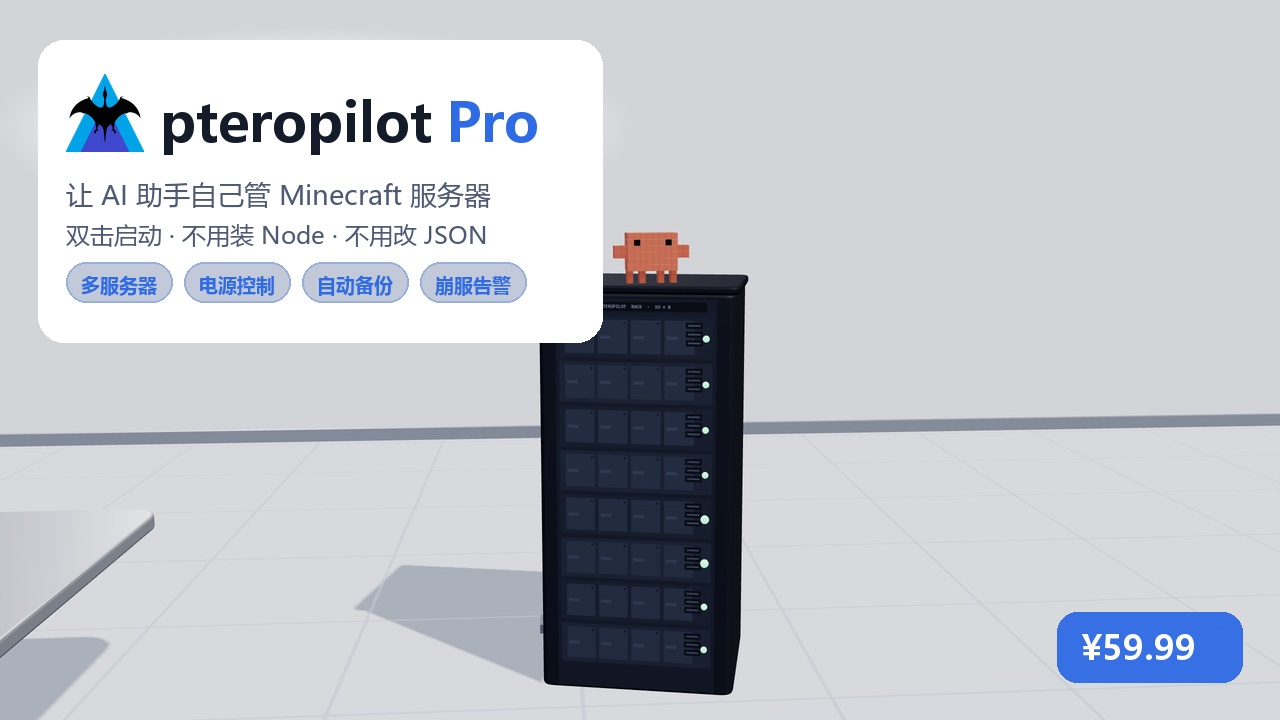 pteropilot Pro
让 AI 助手自己管 Minecraft 服务器
双击启动 · 不用装 Node · 不用改 JSON
多服务器 电源控制 自动备份 崩服告警
¥59.99